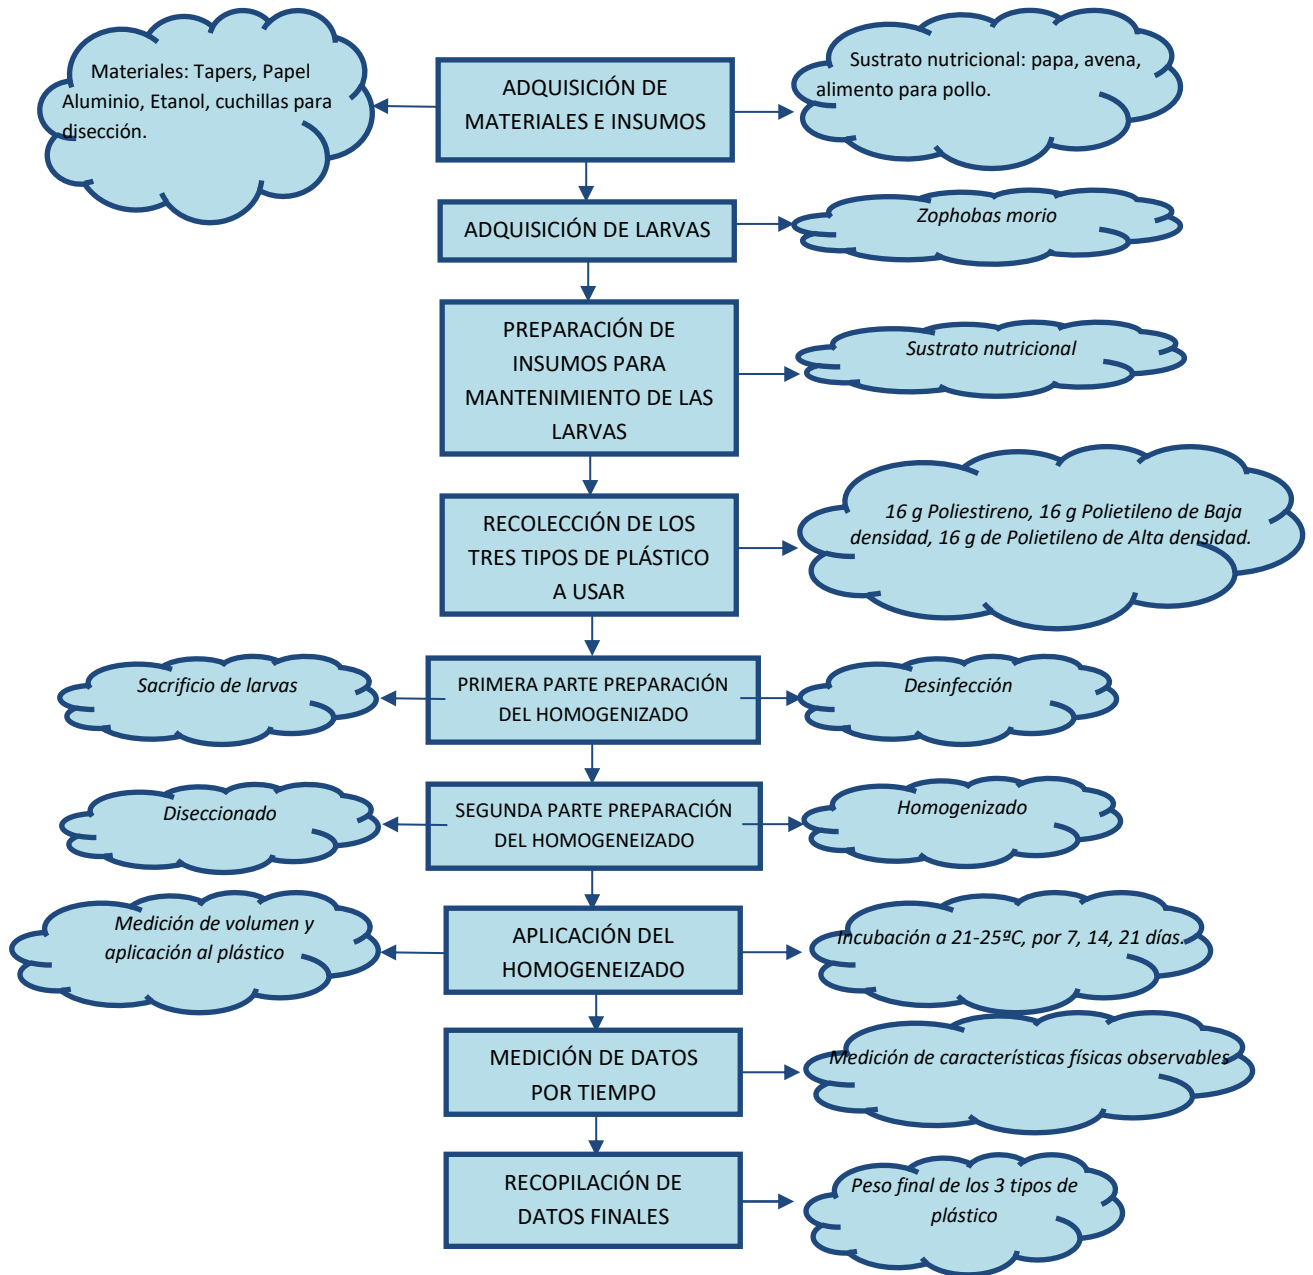 Materiales: Tapers, Papel
Aluminio, Etanol, cuchillas para
disección.
ADQUISICIÓN DE
MATERIALES E INSUMOS
Sustrato nutricional: papa, avena,
alimento para pollo.
ADQUISICIÓN DE LARVAS
Zophobas morio
PREPARACIÓN DE
INSUMOS PARA
MANTENIMIENTO DE LAS
LARVAS
Sustrato nutricional
RECOLECCIÓN DE LOS
TRES TIPOS DE PLÁSTICO
A USAR
16 g Poliestireno, 16 g Polietileno de Baja
densidad, 16 g de Polietileno de Alta densidad.
Sacrificio de larvas
PRIMERA PARTE PREPARACIÓN
DEL HOMOGENIZADO
Desinfección
Diseccionado
SEGUNDA PARTE PREPARACIÓN
DEL HOMOGENEIZADO
Homogenizado
Medición de volumen y
aplicación al plástico
APLICACIÓN DEL
HOMOGENEIZADO
Incubación a 21-25ºC, por 7, 14, 21 días.
MEDICIÓN DE DATOS
POR TIEMPO
Medición de características físicas observables
RECOPILACIÓN DE
DATOS FINALES
Peso final de los 3 tipos de
plástico